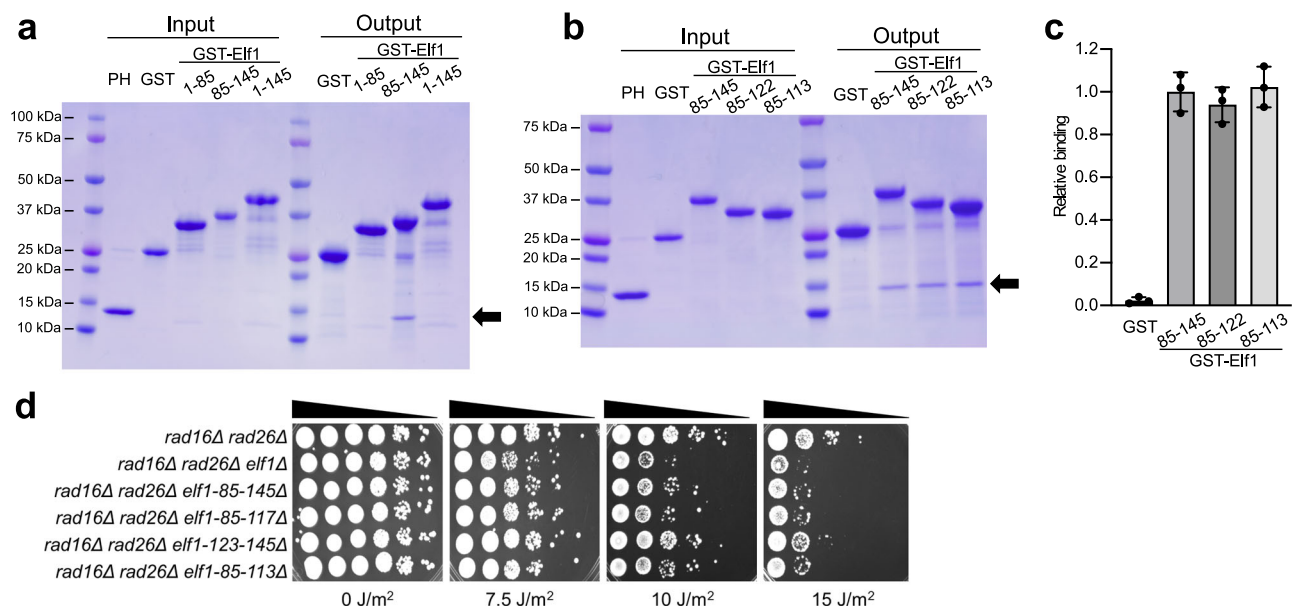 a
Input
Output
GST-Elf1
GST-Elf1
PH GST 1-85 85-145 1-145
GST 1-85 85-145 1-145
100 kDa
75 kDa
50 kDa
37 kDa
25 kDa
20 kDa
15 kDa
10 kDa
b
Input
Output
GST-Elf1
GST-Elf1
PH GST 85-145 85-122 85-113
GST 85-145 85-122 85-113
75 kDa
50 kDa
37 kDa
25 kDa
20 kDa
15 kDa
10 kDa
c
Relative binding
1.2
1.0
0.8
0.6
0.4
0.2
0.0
GST 85-145 85-122 85-113
GST-Elf1
d
rad16Δ rad26Δ
rad16Δ rad26Δ elf1Δ
rad16Δ rad26Δ elf1-85-145Δ
rad16Δ rad26Δ elf1-85-117Δ
rad16Δ rad26Δ elf1-123-145Δ
rad16Δ rad26Δ elf1-85-113Δ
0 J/m² 7.5 J/m² 10 J/m² 15 J/m²